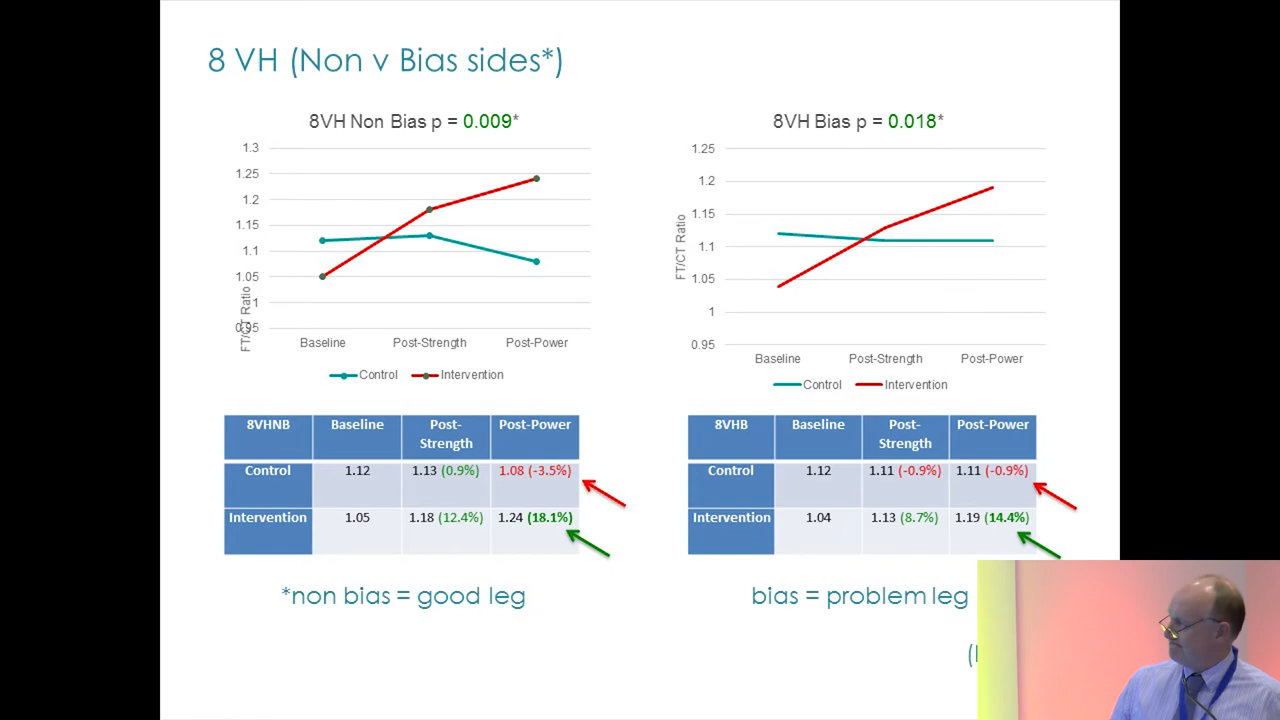 8 VH (Non v Bias sides*)
8VH Non Bias p = 0.009*
1.3
1.25
1.2
1.15
1.1
1.05
1
0.95
FT/CT Ratio
Baseline Post-Strength Post-Power
Control Intervention
8VHNB Baseline Post-Strength Post-Power
Control 1.12 1.13 (0.9%) 1.08 (-3.5%)
Intervention 1.05 1.18 (12.4%) 1.24 (18.1%)
*non bias = good leg
8VH Bias p = 0.018*
1.25
1.2
1.15
1.1
1.05
1
0.95
FT/CT Ratio
Baseline Post-Strength Post-Power
Control Intervention
8VHB Baseline Post-Strength Post-Power
Control 1.12 1.11 (-0.9%) 1.11 (-0.9%)
Intervention 1.04 1.13 (8.7%) 1.19 (14.4%)
bias = problem leg